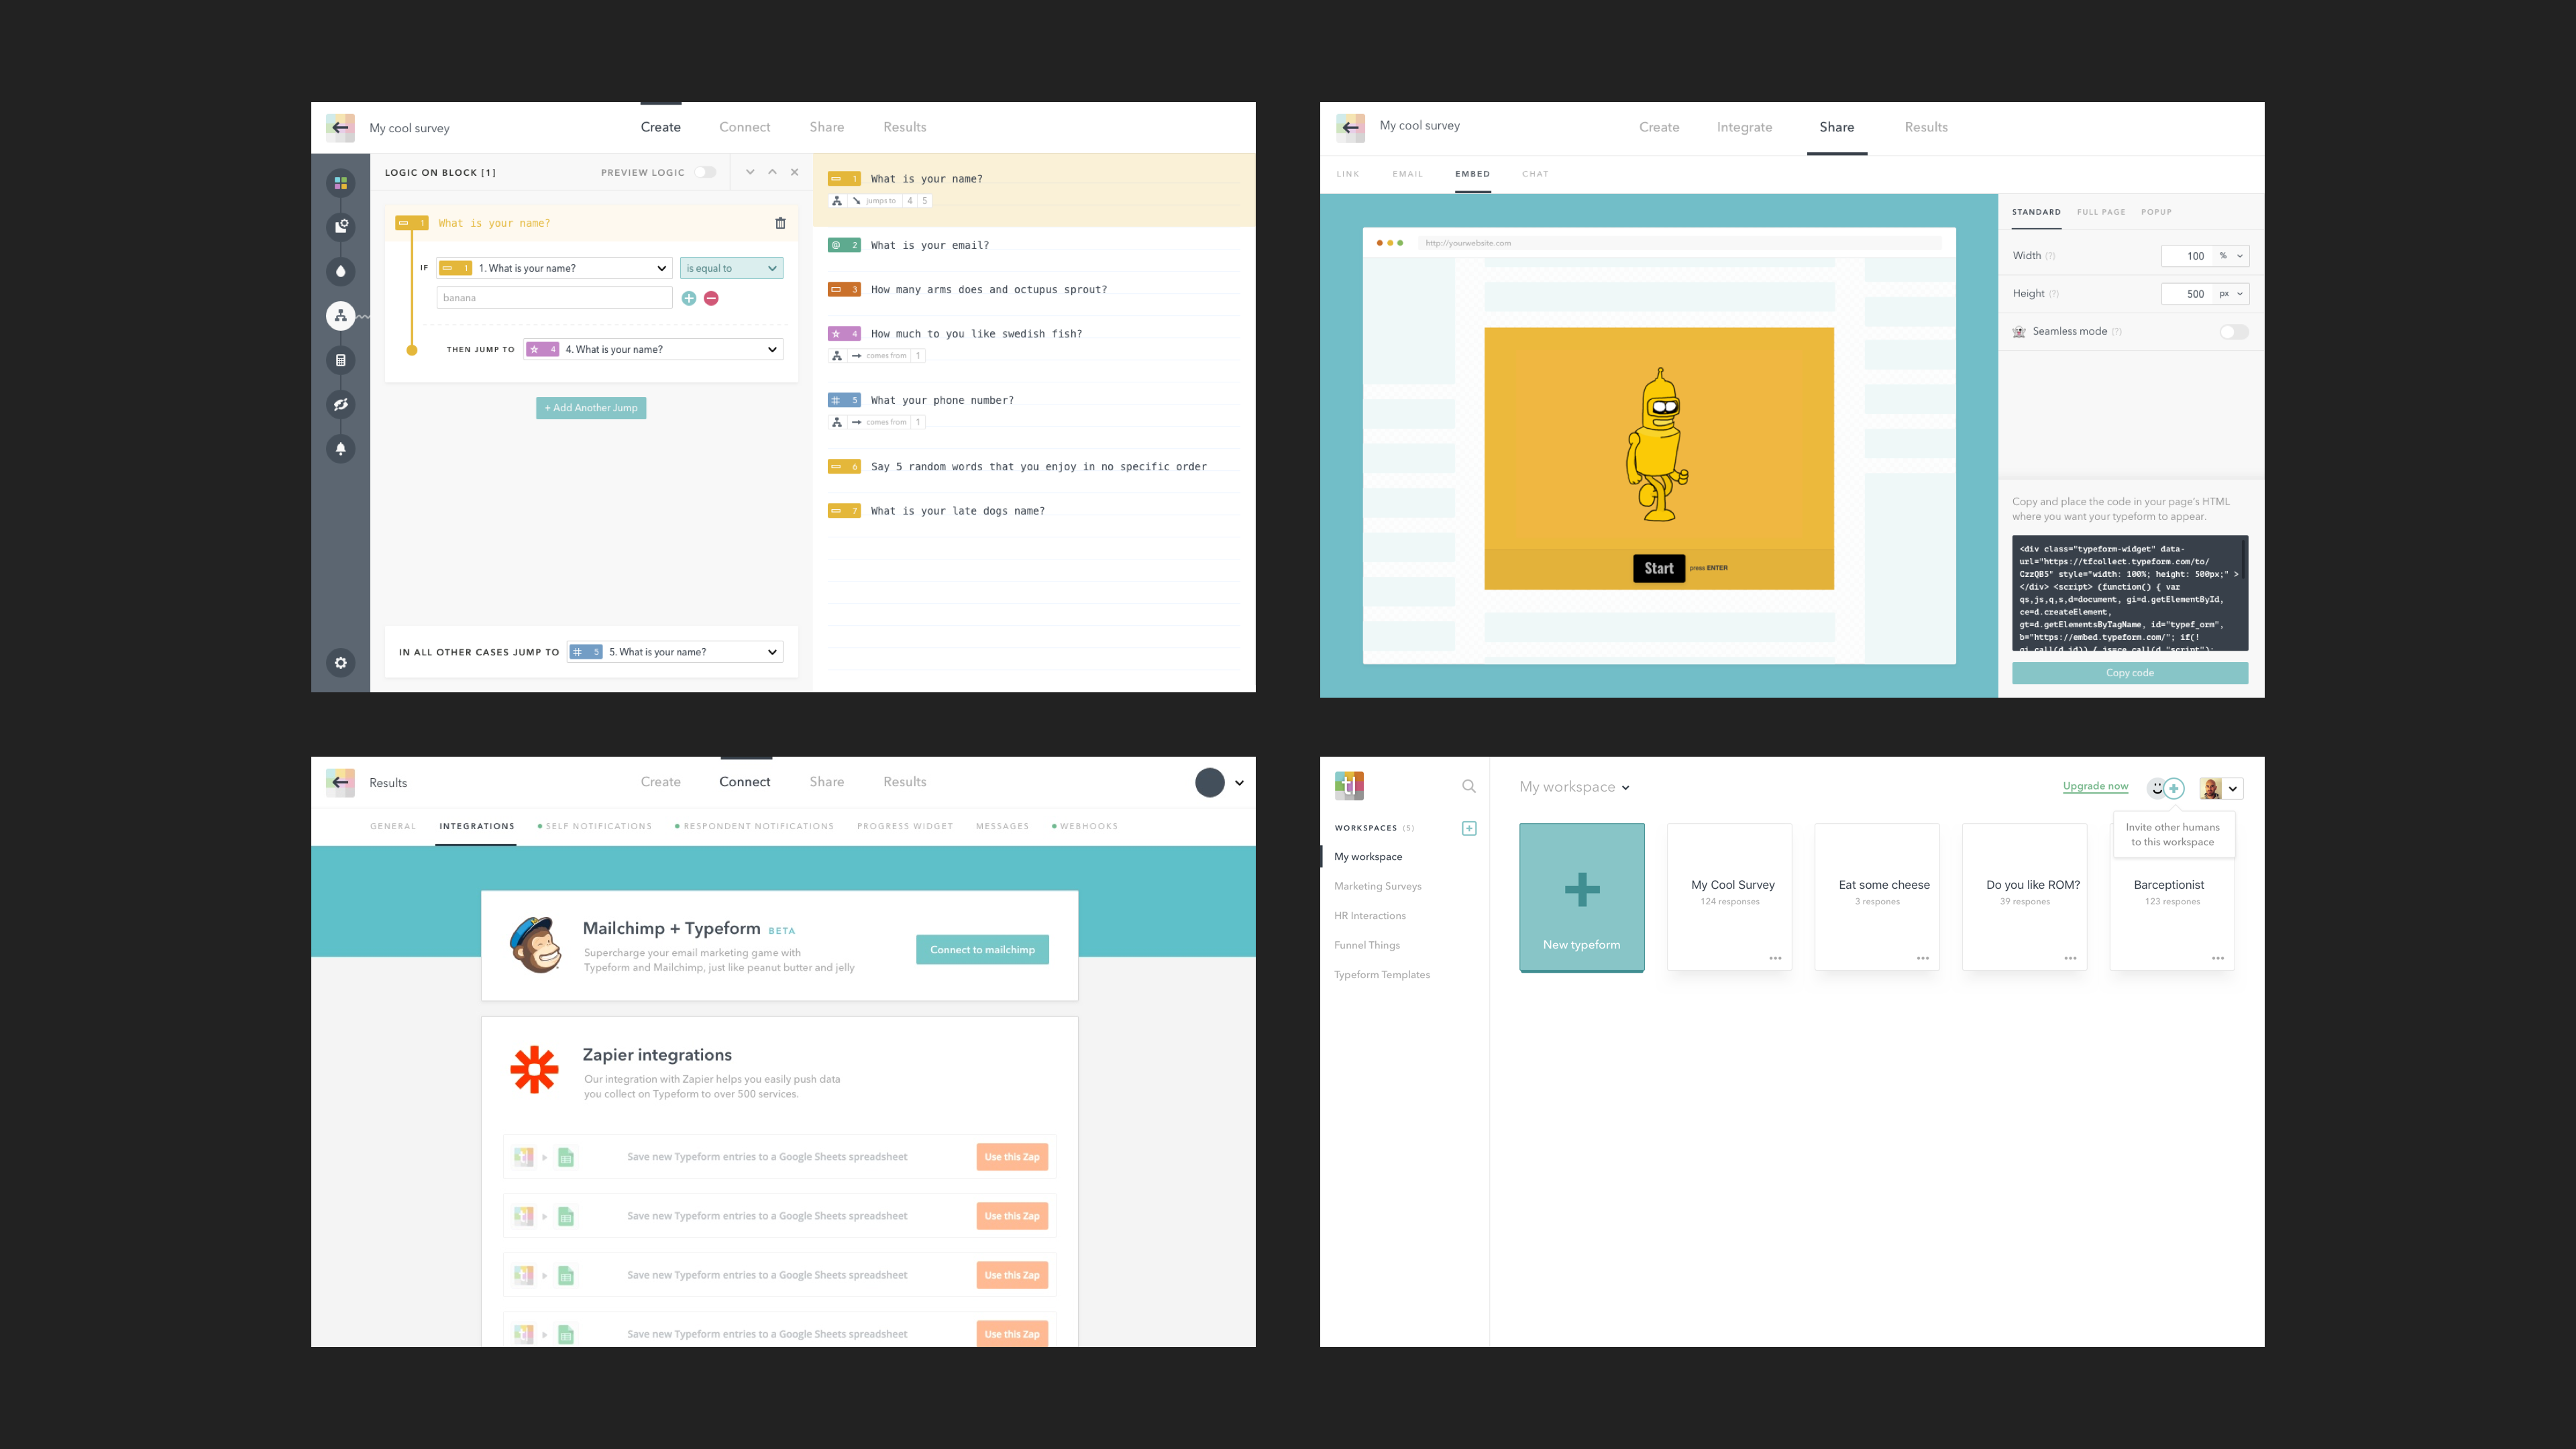 My cool survey
Create Connect Share Results
LOGIC ON BLOCK [1] PREVIEW LOGIC
1 What is your name?
IF 1 1. What is your name? is equal to
banana
THEN JUMP TO 4 4. What is your name?
+ Add Another Jump
IN ALL OTHER CASES JUMP TO 5 5. What is your name?
1 What is your name?
jumps to 4 5
2 What is your email?
3 How many arms does and octupus sprout?
4 How much to you like swedish fish?
comes from 1
5 What your phone number?
comes from 1
6 Say 5 random words that you enjoy in no specific order
7 What is your late dogs name?
My cool survey
Create Integrate Share Results
LINK EMAIL EMBED CHAT
http://yourwebsite.com
Start press ENTER
STANDARD FULL PAGE POPUP
Width (?) 100 %
Height (?) 500 px
Seamless mode (?)
Copy and place the code in your page's HTML
where you want your typeform to appear.
<div class="typeform-widget" data-
url="https://tfcollect.typeform.com/to/
CzzQB5" style="width: 100%; height: 500px;" >
</div> <script> (function() { var
qs,js,q,s,d=document, gi=d.getElementById,
ce=d.createElement,
gt=d.getElementsByTagName, id="typef_orm",
b="https://embed.typeform.com/"; if(!
gi.call(d,id)) { js=ce.call(d,"script");
Copy code
Results
Create Connect Share Results
GENERAL INTEGRATIONS SELF NOTIFICATIONS RESPONDENT NOTIFICATIONS PROGRESS WIDGET MESSAGES WEBHOOKS
Mailchimp + Typeform BETA
Supercharge your email marketing game with
Typeform and Mailchimp, just like peanut butter and jelly
Connect to mailchimp
Zapier integrations
Our integration with Zapier helps you easily push data
you collect on Typeform to over 500 services.
Save new Typeform entries to a Google Sheets spreadsheet Use this Zap
Save new Typeform entries to a Google Sheets spreadsheet Use this Zap
Save new Typeform entries to a Google Sheets spreadsheet Use this Zap
Save new Typeform entries to a Google Sheets spreadsheet Use this Zap
My workspace
Upgrade now
Invite other humans
to this workspace
WORKSPACES (5)
My workspace
Marketing Surveys
HR Interactions
Funnel Things
Typeform Templates
New typeform
My Cool Survey
124 responses
Eat some cheese
3 respones
Do you like ROM?
39 respones
Barceptionist
123 respones